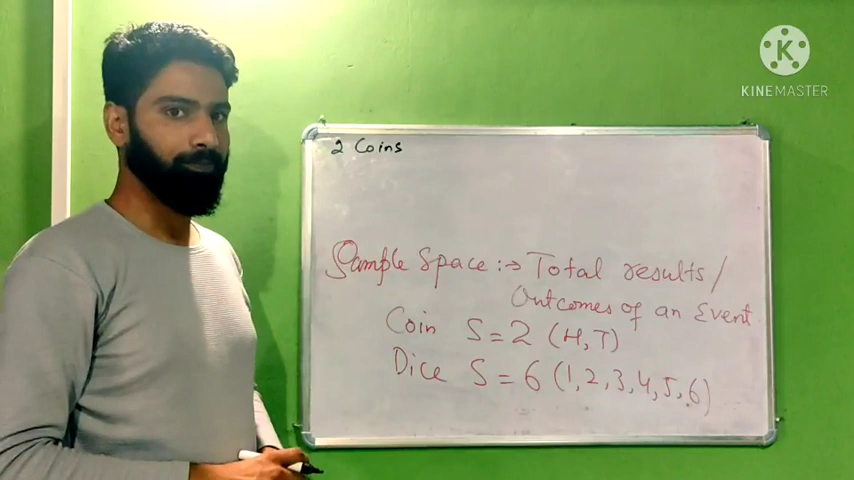 K
KINEMASTER
2 Coins
Sample Space :→ Total results /
Outcomes of an Event
Coin S = 2 (H, T)
Dice S = 6 (1, 2, 3, 4, 5, 6)